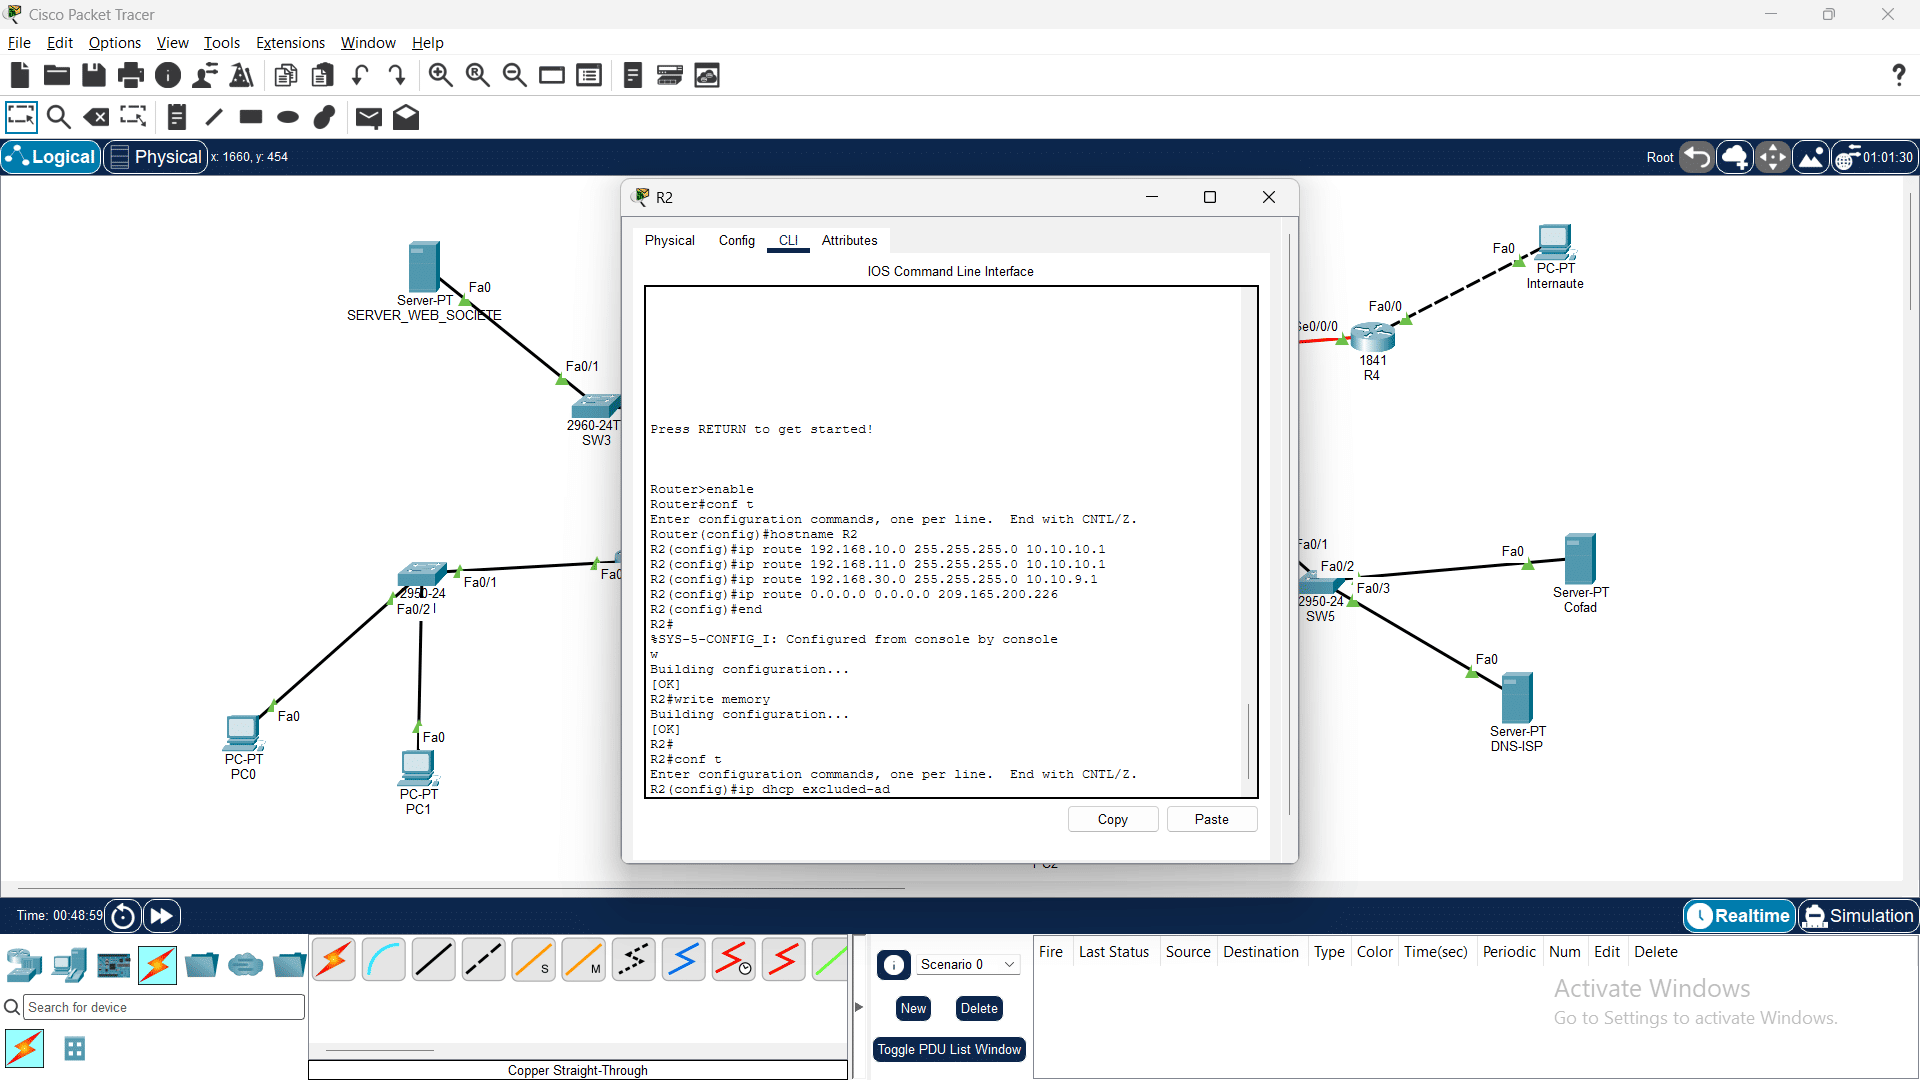 Cisco Packet Tracer
File Edit Options View Tools Extensions Window Help
Logical Physical x: 1660, y: 454 Root 01:01:30
R2
Physical Config CLI Attributes
IOS Command Line Interface
Press RETURN to get started!
Router>enable
Router#conf t
Enter configuration commands, one per line. End with CNTL/Z.
Router(config)#hostname R2
R2(config)#ip route 192.168.10.0 255.255.255.0 10.10.10.1
R2(config)#ip route 192.168.11.0 255.255.255.0 10.10.10.1
R2(config)#ip route 192.168.30.0 255.255.255.0 10.10.9.1
R2(config)#ip route 0.0.0.0 0.0.0.0 209.165.200.226
R2(config)#end
R2#
%SYS-5-CONFIG_I: Configured from console by console
w
Building configuration...
[OK]
R2#write memory
Building configuration...
[OK]
R2#
R2#conf t
Enter configuration commands, one per line. End with CNTL/Z.
R2(config)#ip dhcp excluded-ad
Copy Paste
Fa0
Server-PT
SERVER_WEB_SOCIETE
Fa0/1
2960-24T
SW3
2950-24
Fa0/1
Fa0/2
Fa0
PC-PT
PC0
Fa0
PC-PT
PC1
Fa0
PC-PT
Internaute
Fa0/0
Se0/0/0
1841
R4
Fa0/1
Fa0/2
Fa0/3
2950-24
SW5
Fa0
Server-PT
Cofad
Fa0
Server-PT
DNS-ISP
PC2
Time: 00:48:59 Realtime Simulation
Search for device
S
M
Copper Straight-Through
Scenario 0
New Delete
Toggle PDU List Window
Fire Last Status Source Destination Type Color Time(sec) Periodic Num Edit Delete
Activate Windows
Go to Settings to activate Windows.